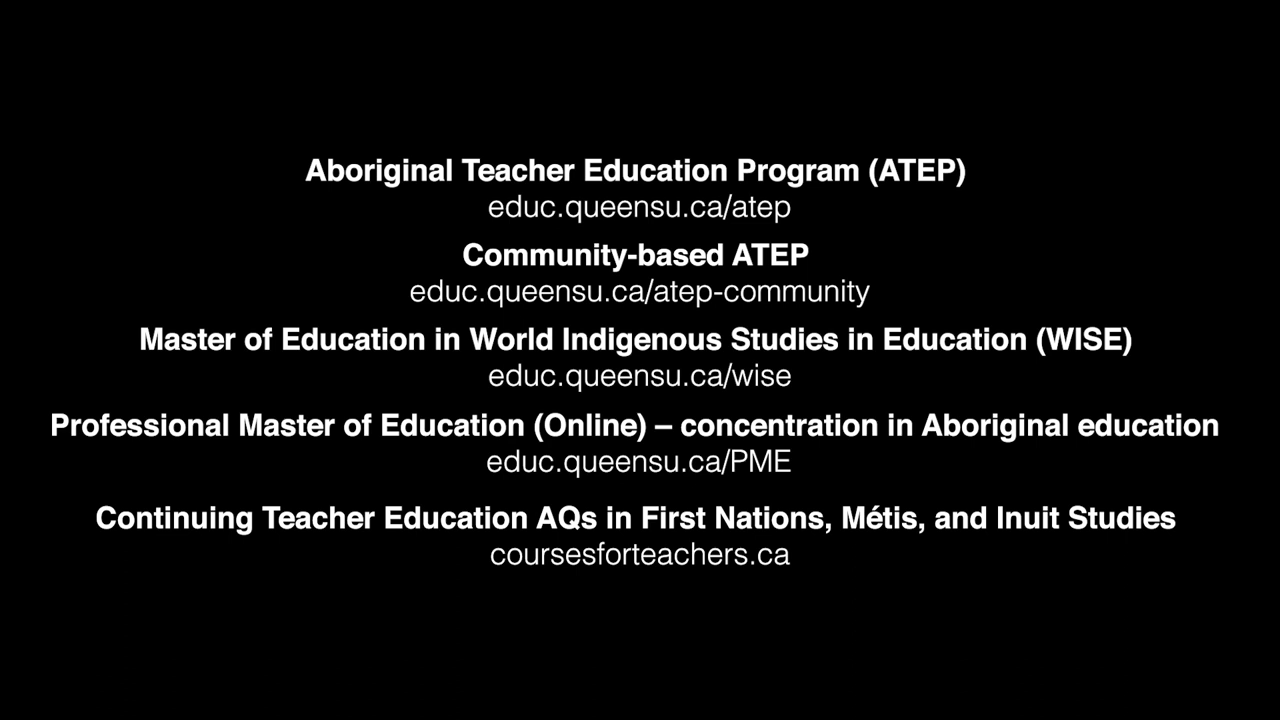 Aboriginal Teacher Education Program (ATEP)
educ.queensu.ca/atep
Community-based ATEP
educ.queensu.ca/atep-community
Master of Education in World Indigenous Studies in Education (WISE)
educ.queensu.ca/wise
Professional Master of Education (Online) – concentration in Aboriginal education
educ.queensu.ca/PME
Continuing Teacher Education AQs in First Nations, Métis, and Inuit Studies
coursesforteachers.ca